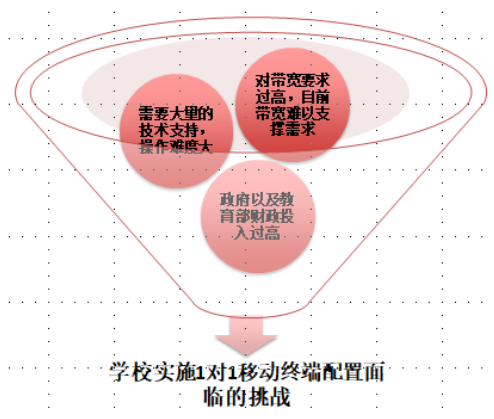 需要大量的
技术支持，
操作难度大
对带宽要求
过高，目前
带宽难以支
撑需求
政府以及教
育部财政投
入过高
学校实施1对1移动终端配置面
临的挑战